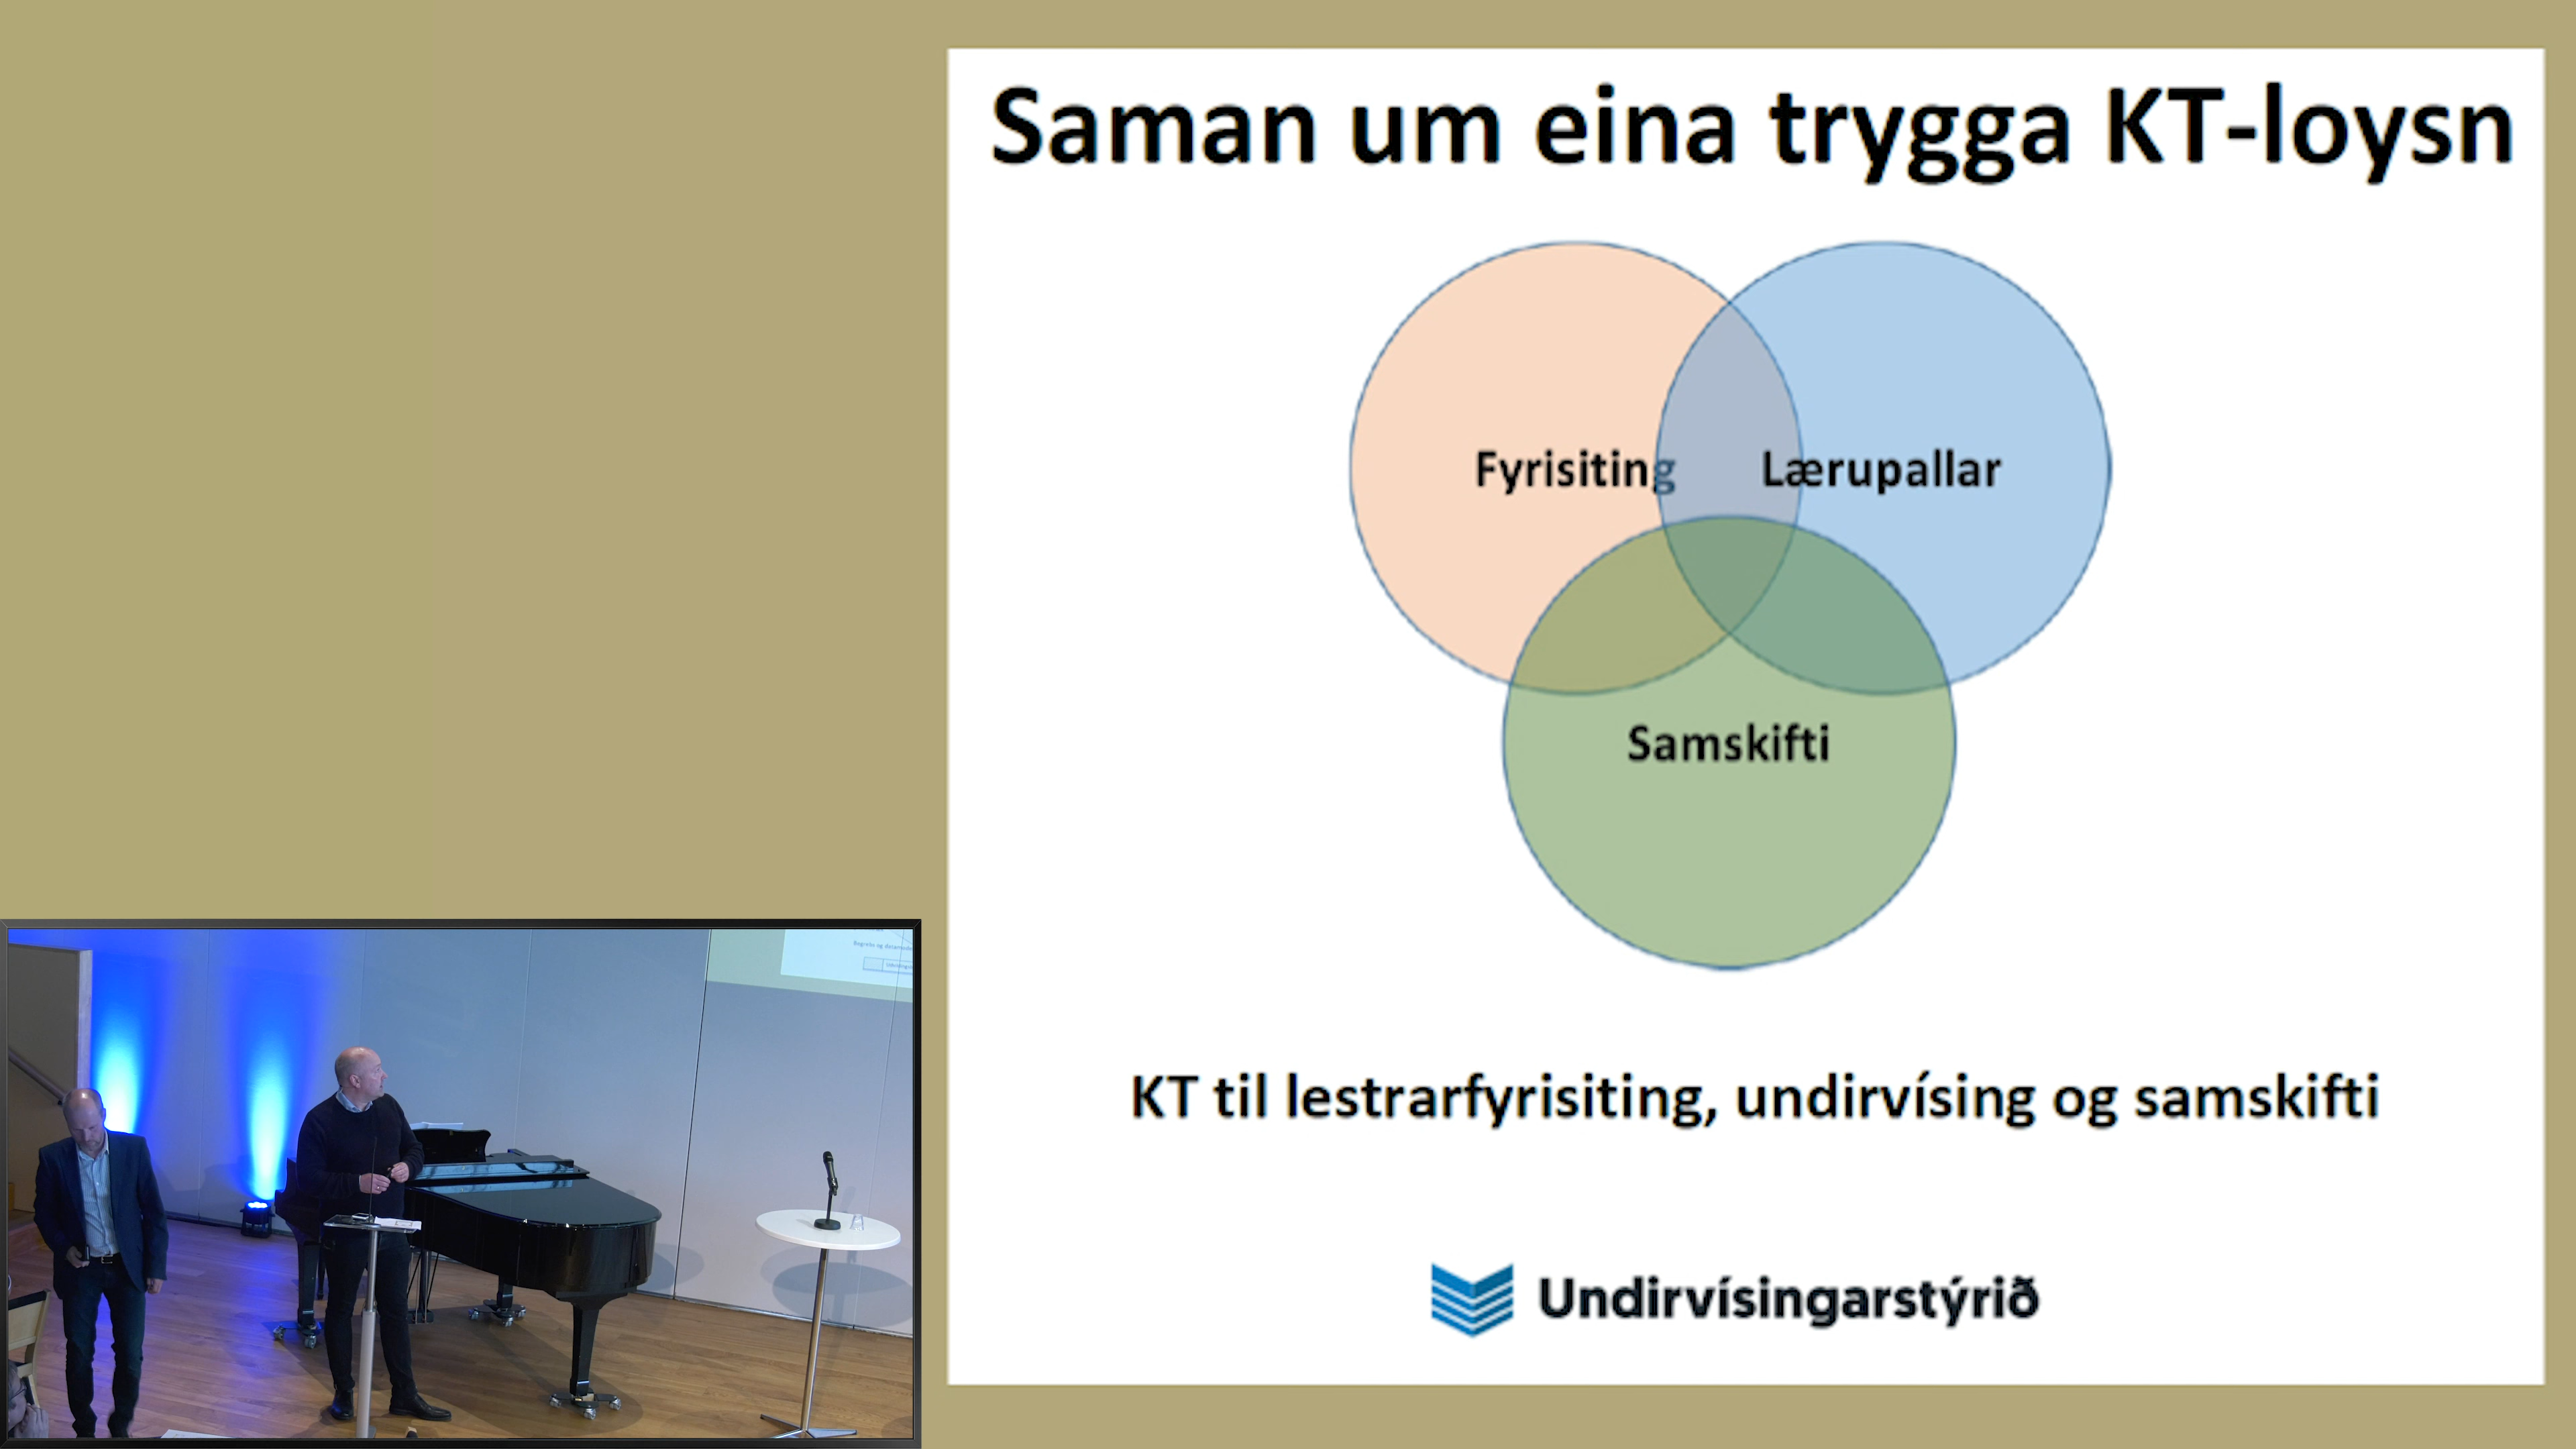 Saman um eina trygga KT-loysn
Fyrisiting
Lærupallar
Samskifti
KT til lestrarfyrisiting, undirvísing og samskifti
Undirvísingarstýrið